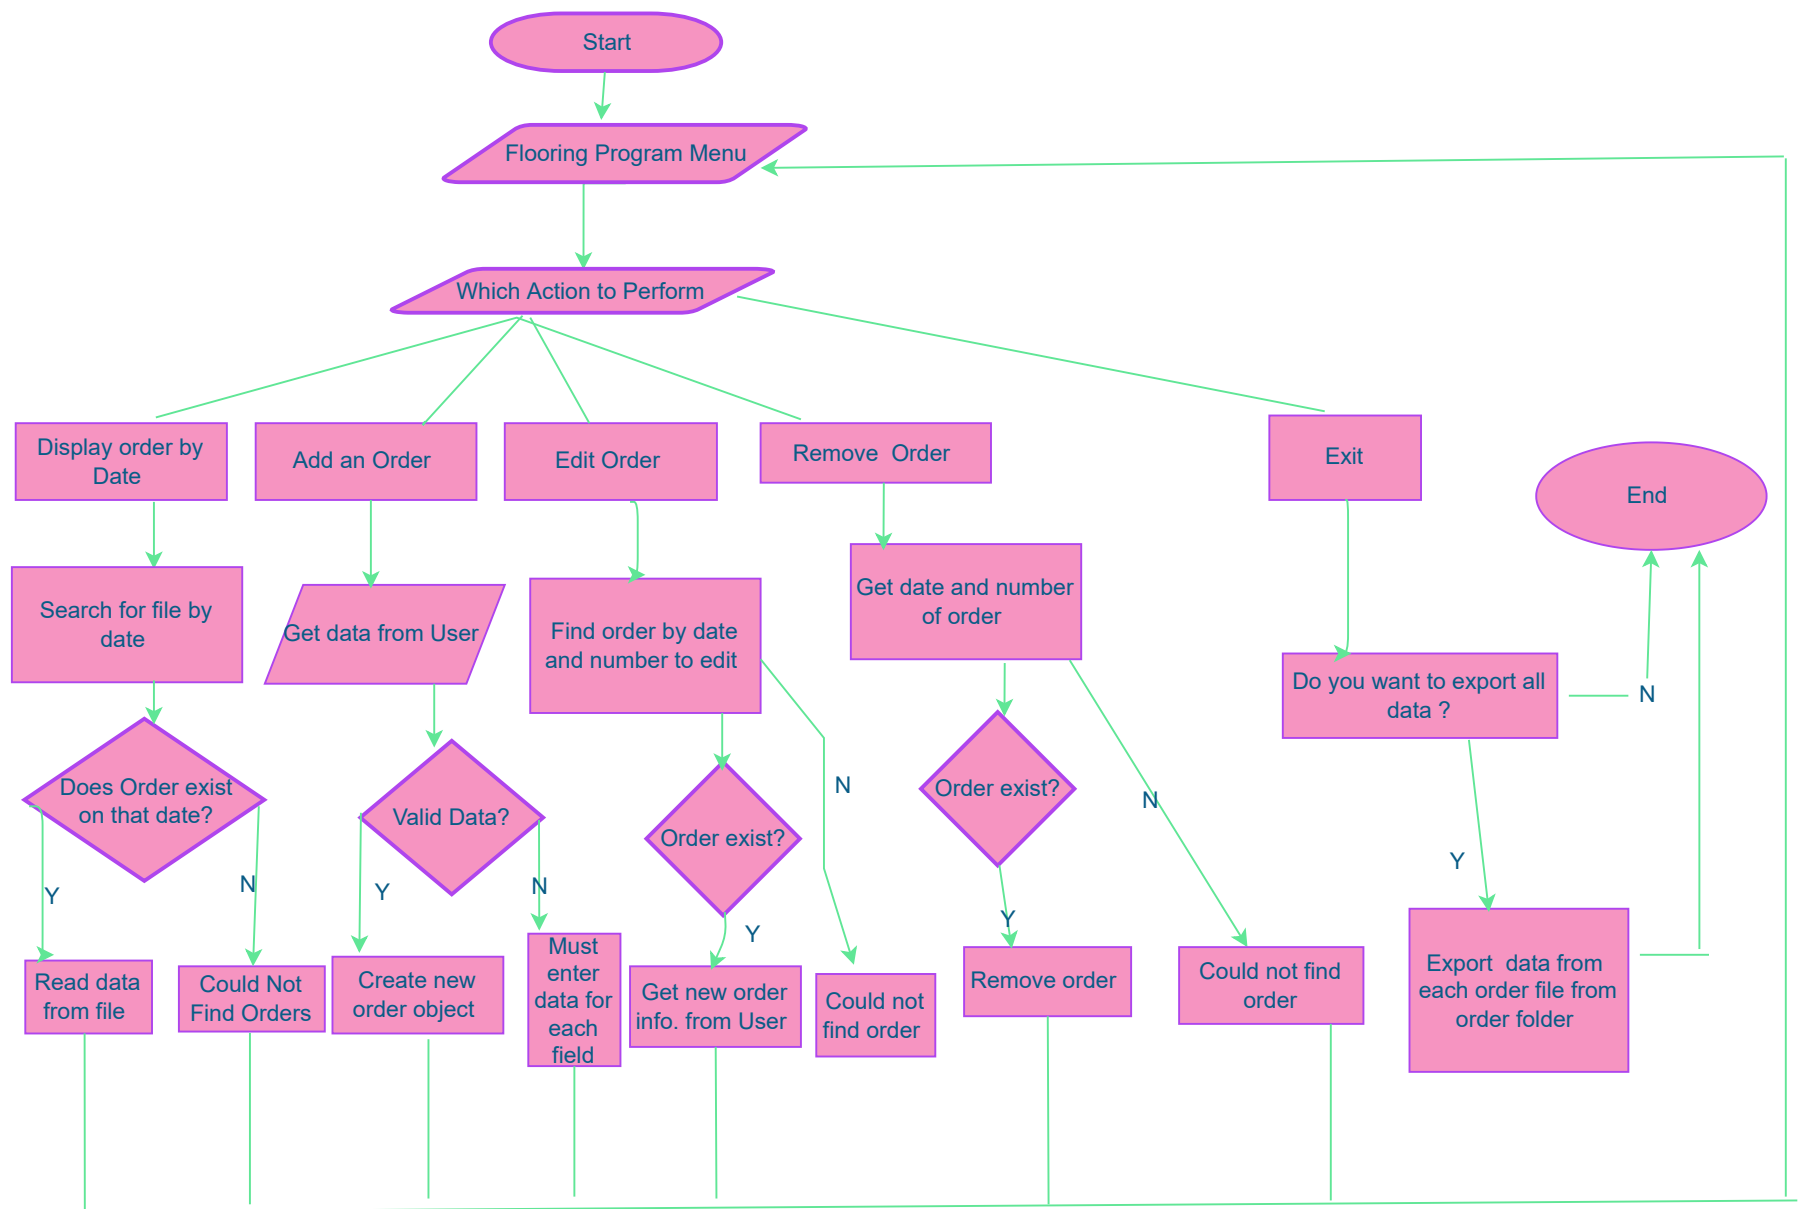 Start
Flooring Program Menu
Which Action to Perform
Display order by
Date
Add an Order
Edit Order
Remove  Order
Exit
End
Search for file by
date
Get data from User
Find order by date
and number to edit
Get date and number
of order
Do you want to export all
data ?
N
Does Order exist
on that date?
Valid Data?
Order exist?
N
Order exist?
N
Y
N
Y
N
Y
Y
Y
Y
Read data
from file
Could Not
Find Orders
Create new
order object
Must
enter
data for
each
field
Get new order
info. from User
Could not
find order
Remove order
Could not find
order
Export  data from
each order file from
order folder